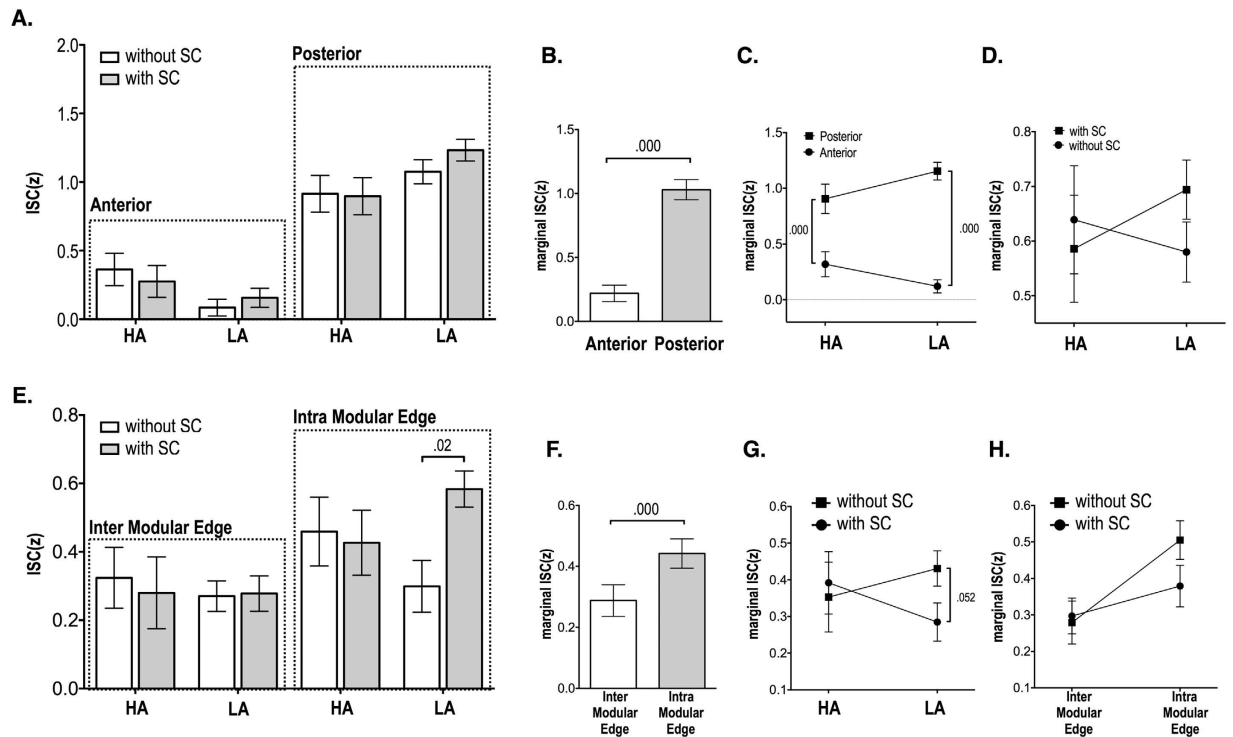 A.
2.0
1.5
1.0
0.5
0.0
ISC(z)
without SC
with SC
Anterior
Posterior
HA
LA
HA
LA
B.
1.5
1.0
0.5
0.0
marginal ISC(z)
.000
Anterior
Posterior
C.
1.5
1.0
0.5
0.0
marginal ISC(z)
Posterior
Anterior
.000
.000
HA
LA
D.
0.8
0.7
0.6
0.5
marginal ISC(z)
with SC
without SC
HA
LA
E.
0.8
0.6
0.4
0.2
0.0
ISC(z)
without SC
with SC
Inter Modular Edge
Intra Modular Edge
.02
HA
LA
HA
LA
F.
0.6
0.4
0.2
0.0
marginal ISC(z)
.000
Inter
Modular
Edge
Intra
Modular
Edge
G.
without SC
with SC
0.6
0.5
0.4
0.3
0.2
0.1
marginal ISC(z)
.052
HA
LA
H.
without SC
with SC
0.6
0.5
0.4
0.3
0.2
0.1
marginal ISC(z)
Inter
Modular
Edge
Intra
Modular
Edge